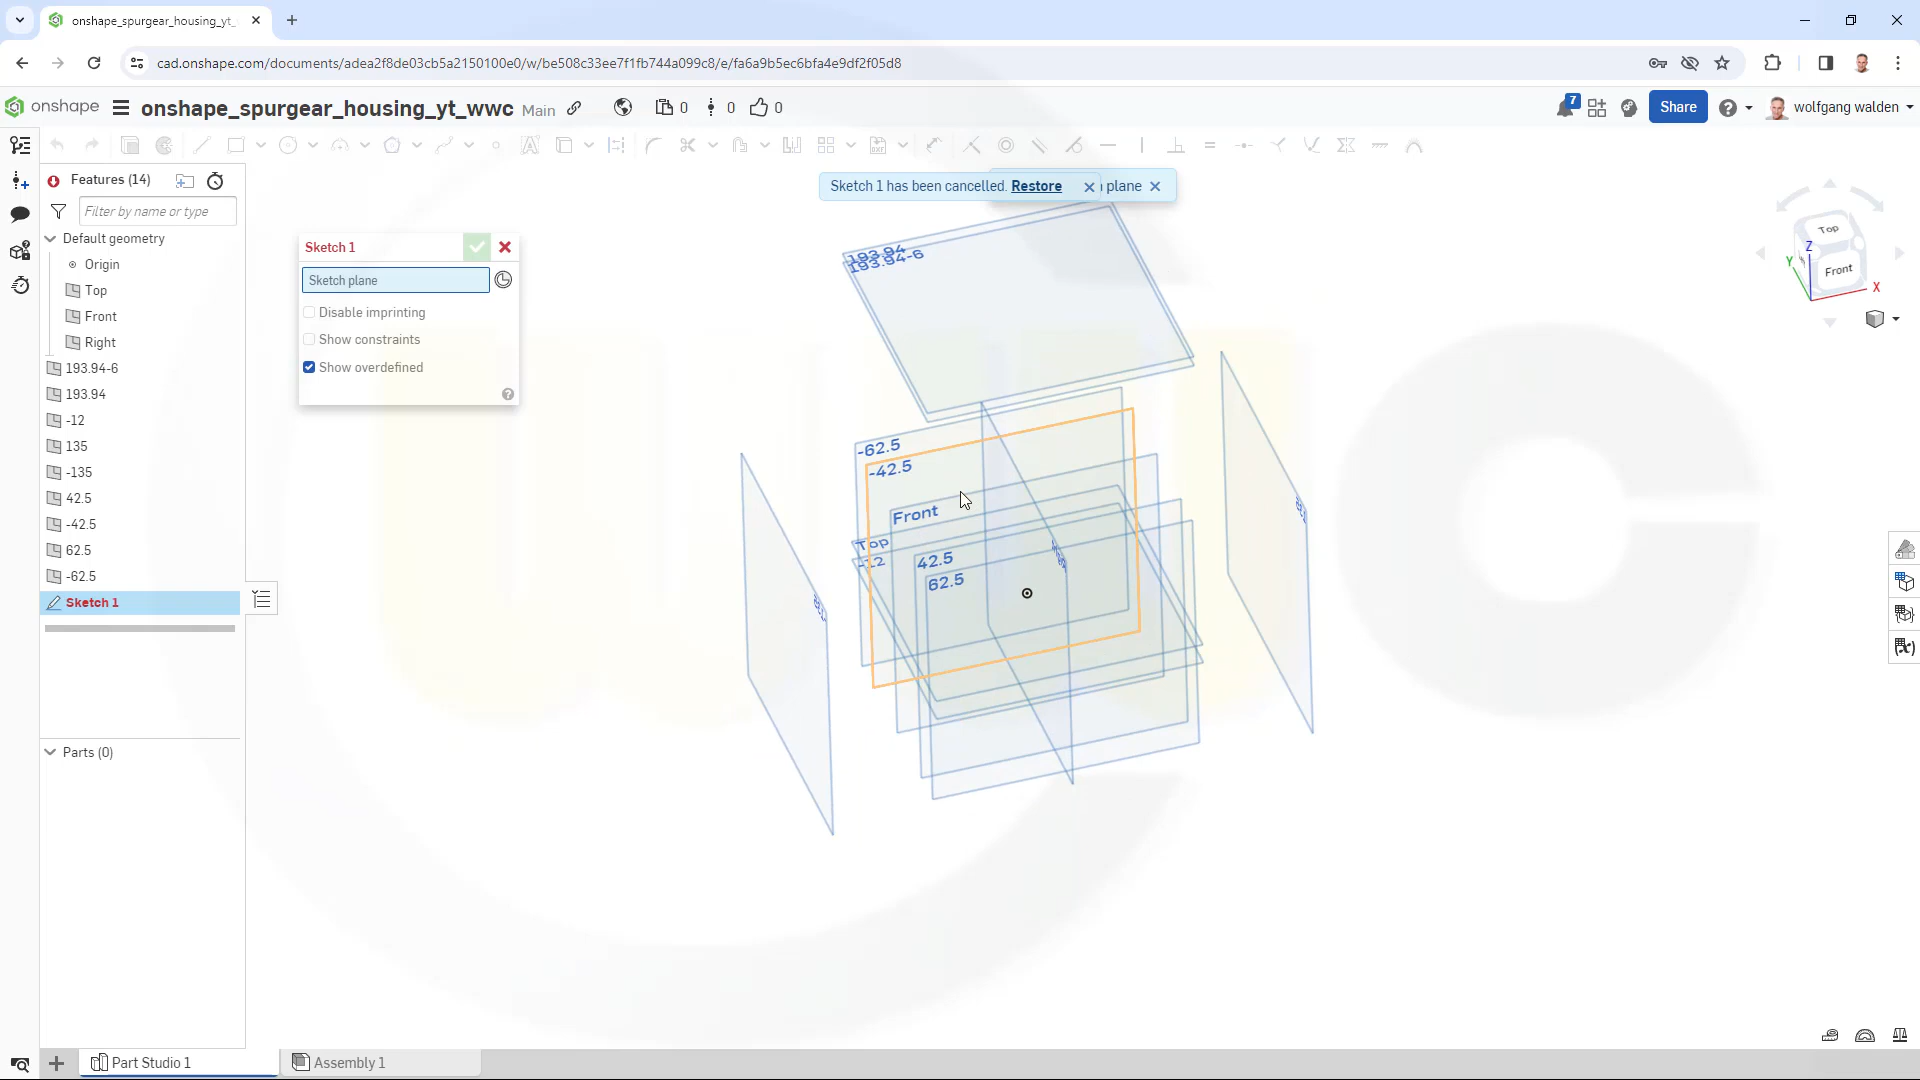 onshape_spurgear_housing_yt_
cad.onshape.com/documents/adea2f8de03cb5a2150100e0/w/be508c33ee7f1fb744a099c8/e/fa6a9b5ec6bfa4e9df2f05d8
onshape
onshape_spurgear_housing_yt_wwc Main 0 0 0
7
Share
wolfgang walden
Features (14)
Filter by name or type
Default geometry
Origin
Top
Front
Right
193.94-6
193.94
-12
135
-135
42.5
-42.5
62.5
-62.5
Sketch 1
Parts (0)
Sketch 1 has been cancelled. Restore
plane
Sketch 1
Sketch plane
Disable imprinting
Show constraints
Show overdefined
193.94
193.94-6
-62.5
-42.5
Front
Top
-12
42.5
62.5
Top
Front
Z
Y
X
Part Studio 1
Assembly 1